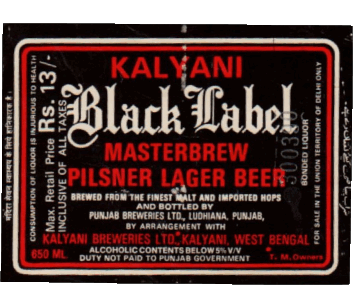 मदिरा सेवन स्वास्थ्य के लिए हानिकारक है।
CONSUMPTION OF LIQUOR IS INJURIOUS TO HEALTH
Max. Retail Price Rs. 13/-
INCLUSIVE OF ALL TAXES
KALYANI
Black Label
MASTERBREW
PILSNER LAGER BEER
BREWED FROM THE FINEST MALT AND IMPORTED HOPS
AND BOTTLED BY
PUNJAB BREWERIES LTD., LUDHIANA, PUNJAB,
BY ARRANGEMENT WITH
KALYANI BREWERIES LTD.* KALYANI, WEST BENGAL
650 ML
ALCOHOLIC CONTENTS BELOW 5% V/V
DUTY NOT PAID TO PUNJAB GOVERNMENT
* T. M. Owners
BONDED LIQUOR
FOR SALE IN THE UNION TERRITORY OF DELHI ONLY